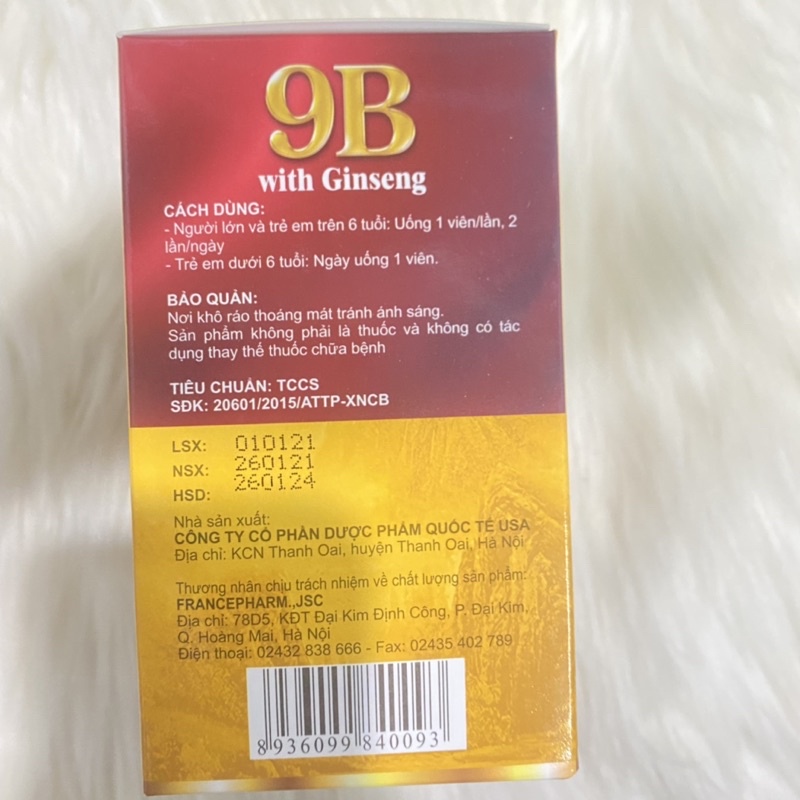 9B
with Ginseng
CÁCH DÙNG:
- Người lớn và trẻ em trên 6 tuổi: Uống 1 viên/lần, 2
lần/ngày
- Trẻ em dưới 6 tuổi: Ngày uống 1 viên.
BẢO QUẢN:
Nơi khô ráo thoáng mát tránh ánh sáng.
Sản phẩm không phải là thuốc và không có tác
dụng thay thế thuốc chữa bệnh
TIÊU CHUẨN: TCCS
SĐK: 20601/2015/ATTP-XNCB
LSX: 010121
NSX: 260121
HSD: 260124
Nhà sản xuất:
CÔNG TY CỔ PHẦN DƯỢC PHẨM QUỐC TẾ USA
Địa chỉ: KCN Thanh Oai, huyện Thanh Oai, Hà Nội
Thương nhân chịu trách nhiệm về chất lượng sản phẩm:
FRANCEPHARM.,JSC
Địa chỉ: 78D5, KĐT Đại Kim Định Công, P. Đại Kim,
Q. Hoàng Mai, Hà Nội
Điện thoại: 02432 838 666 - Fax: 02435 402 789
8 936099 840093